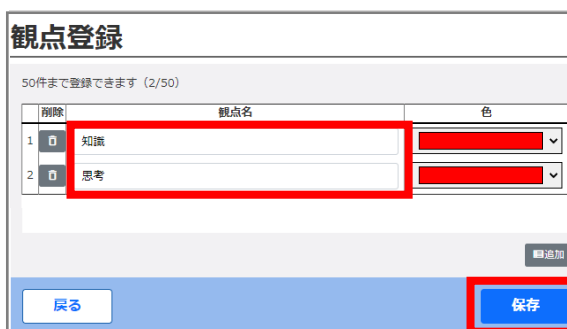 観点登録
50件まで登録できます（2/50）
削除 観点名 色
1 知識
2 思考
追加
戻る 保存